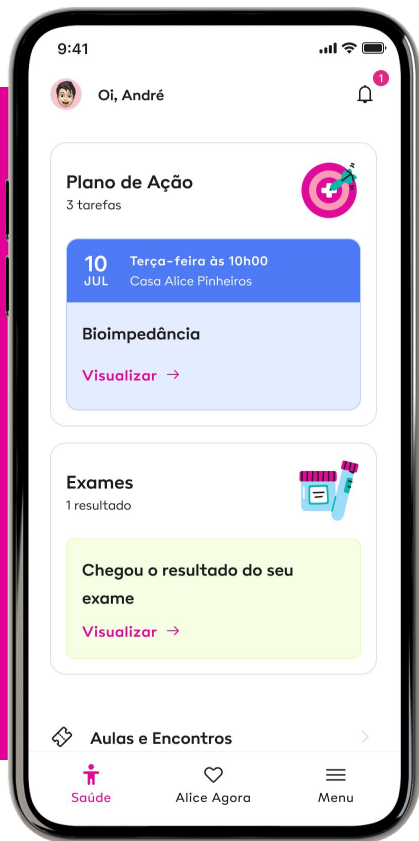 9:41
1
Oi, André
Plano de Ação
3 tarefas
10 Terça-feira às 10h00
JUL Casa Alice Pinheiros
Bioimpedância
Visualizar →
Exames
1 resultado
Chegou o resultado do seu
exame
Visualizar →
Aulas e Encontros
Saúde Alice Agora Menu